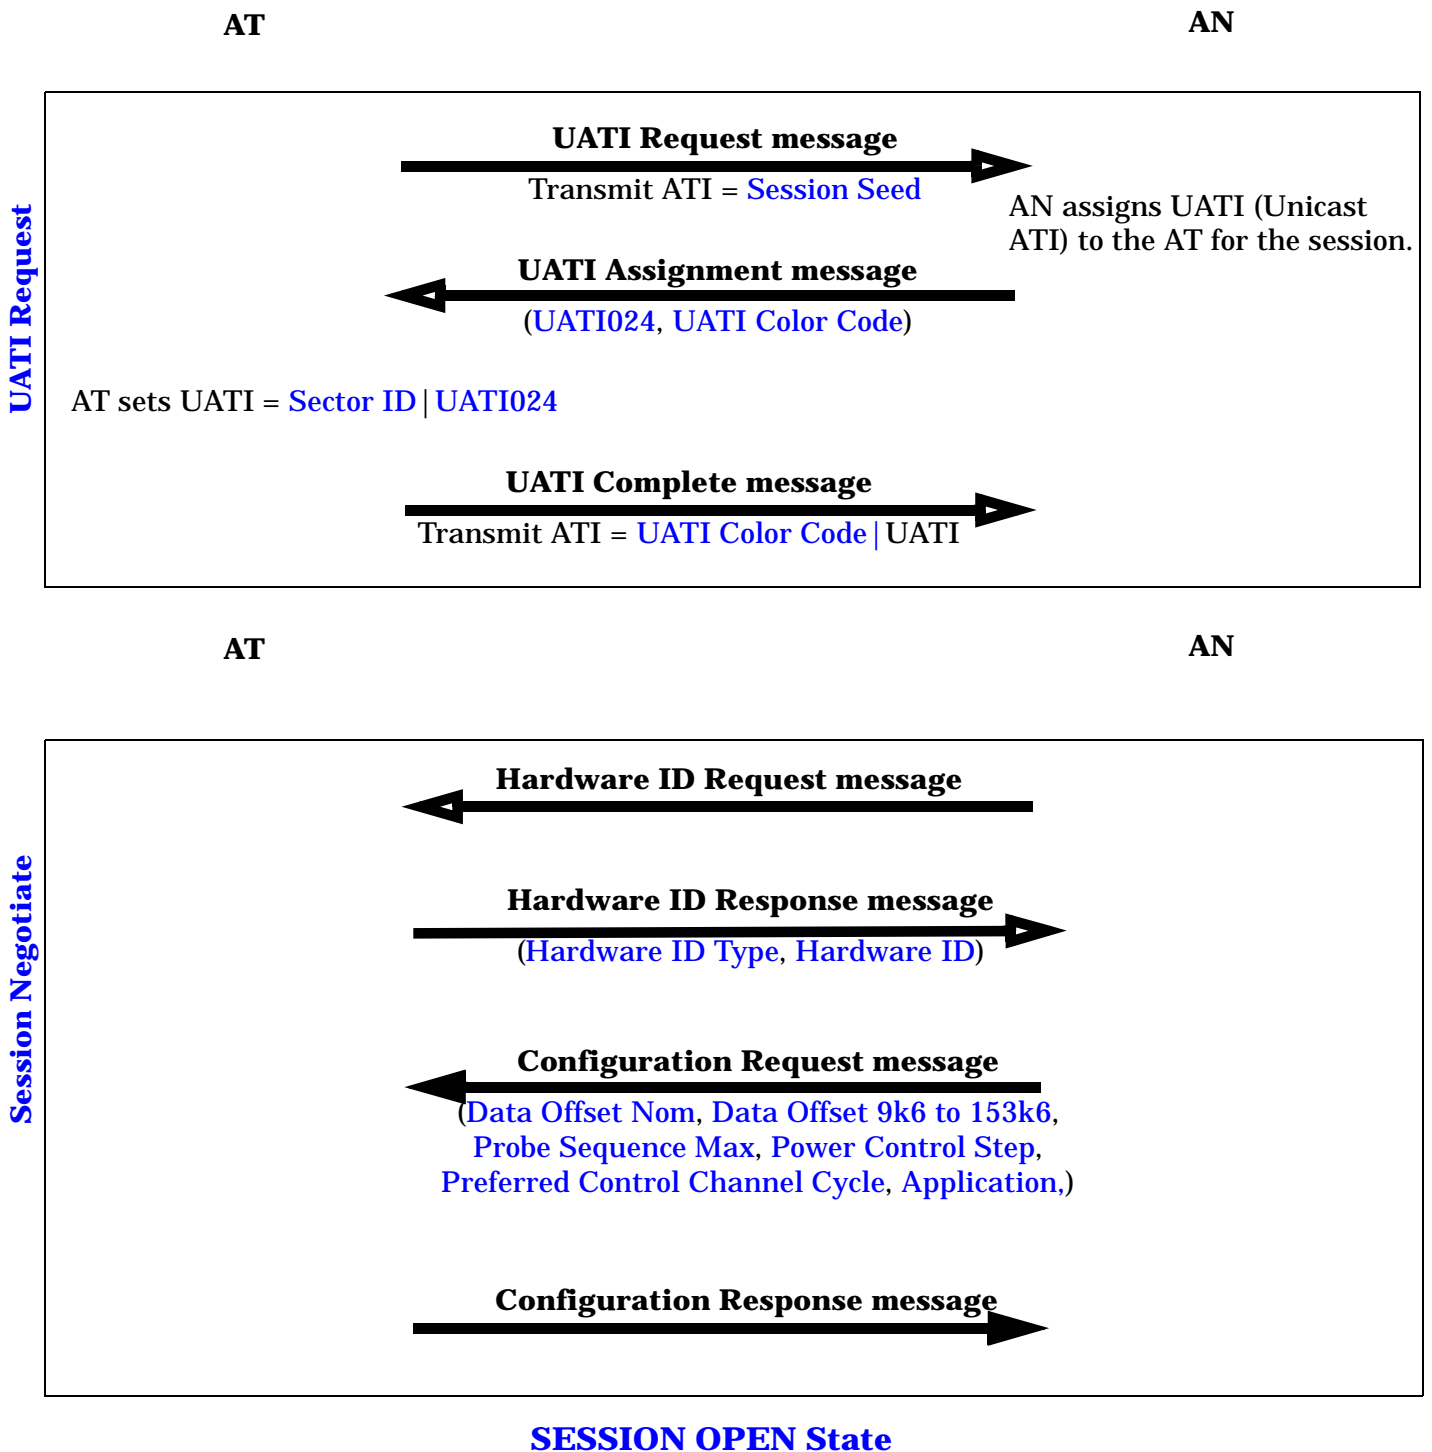 AT
AN
UATI Request
UATI Request message
Transmit ATI = Session Seed
AN assigns UATI (Unicast
ATI) to the AT for the session.
UATI Assignment message
(UATI024, UATI Color Code)
AT sets UATI = Sector ID|UATI024
UATI Complete message
Transmit ATI = UATI Color Code|UATI
AT
AN
Session Negotiate
Hardware ID Request message
Hardware ID Response message
(Hardware ID Type, Hardware ID)
Configuration Request message
(Data Offset Nom, Data Offset 9k6 to 153k6,
Probe Sequence Max, Power Control Step,
Preferred Control Channel Cycle, Application,)
Configuration Response message
SESSION OPEN State